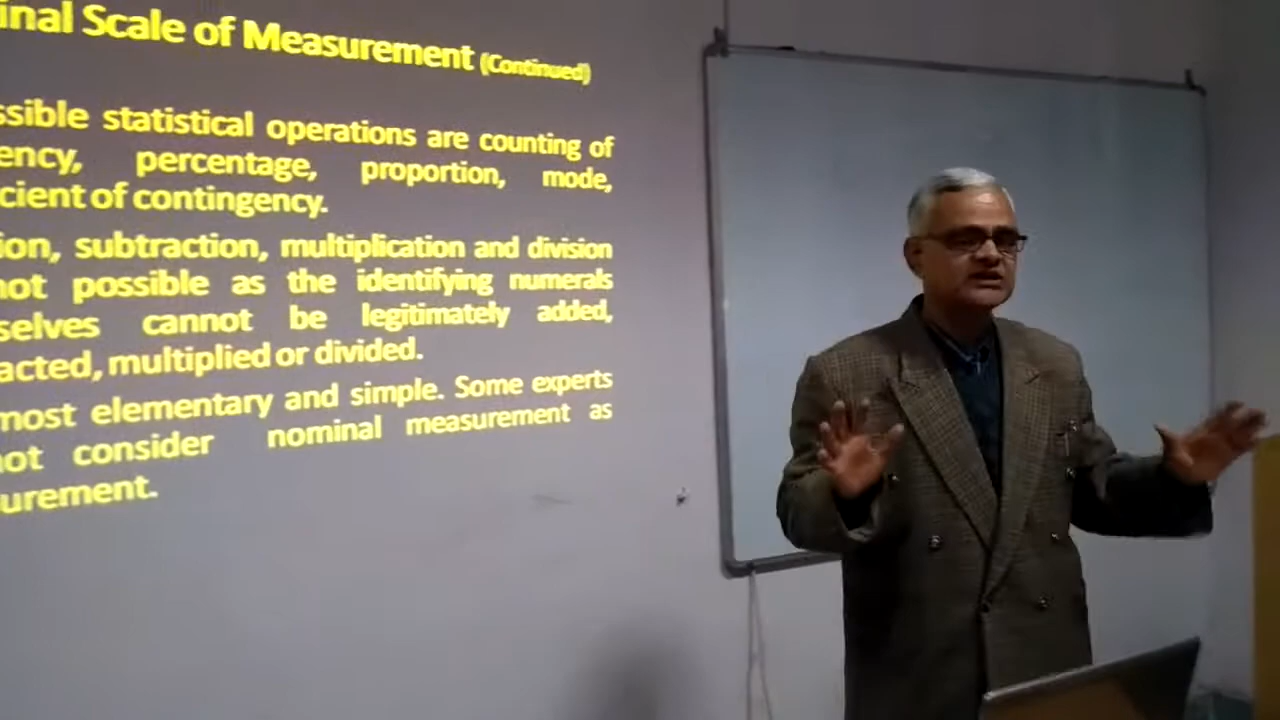 inal Scale of Measurement (Continued)
ssible statistical operations are counting of
ency, percentage, proportion, mode,
cient of contingency.
ion, subtraction, multiplication and division
not possible as the identifying numerals
selves cannot be legitimately added,
acted, multiplied or divided.
most elementary and simple. Some experts
not consider nominal measurement as
urement.